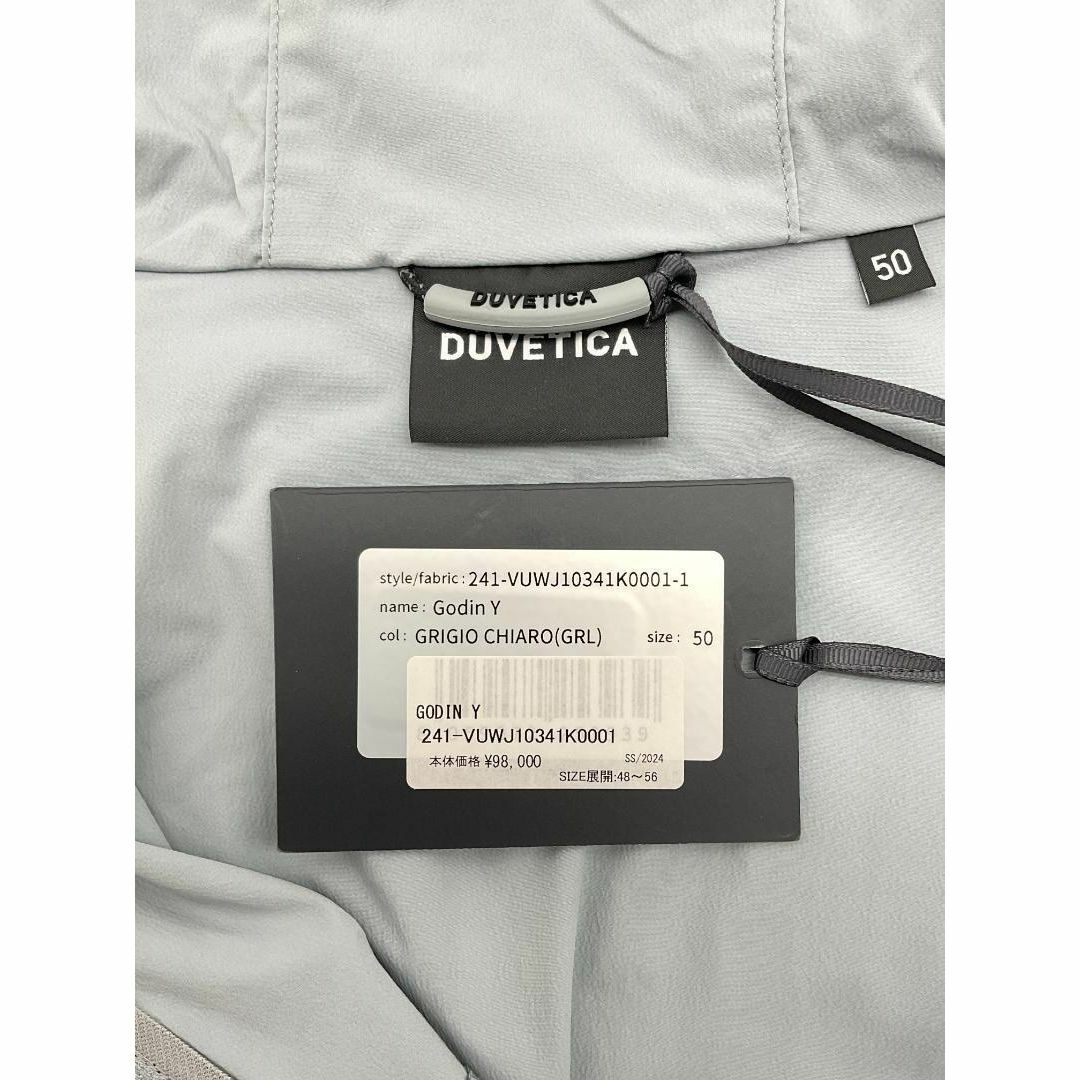 50
DUVETICA
DUVETICA
style/fabric : 241-VUWJ10341K0001-1
name : Godin Y
col : GRIGIO CHIARO(GRL) size : 50
GODIN Y
241-VUWJ10341K0001
本体価格 ¥98,000 SS/2024
SIZE展開:48～56